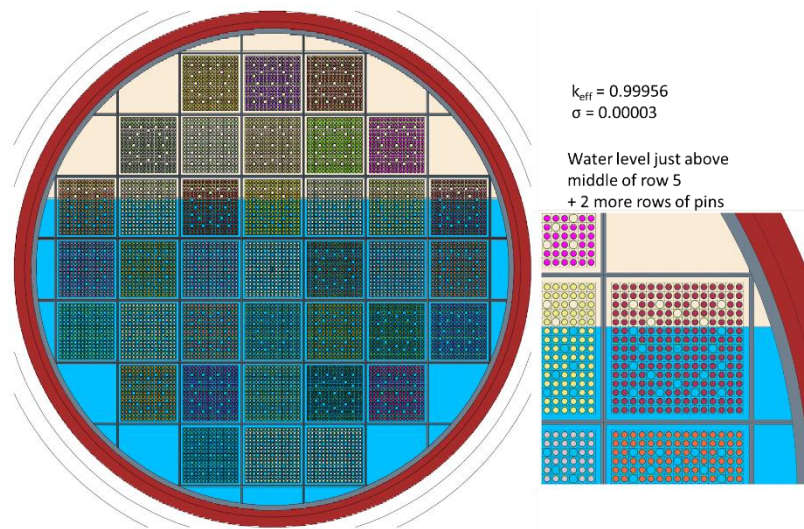 k_eff = 0.99956
σ = 0.00003
Water level just above
middle of row 5
+ 2 more rows of pins